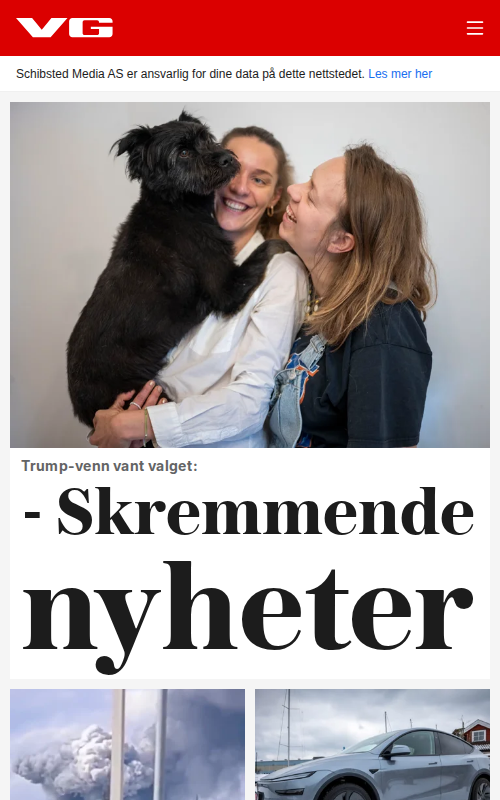 VG
Schibsted Media AS er ansvarlig for dine data på dette nettstedet. Les mer her
Trump-venn vant valget:
- Skremmende
nyheter